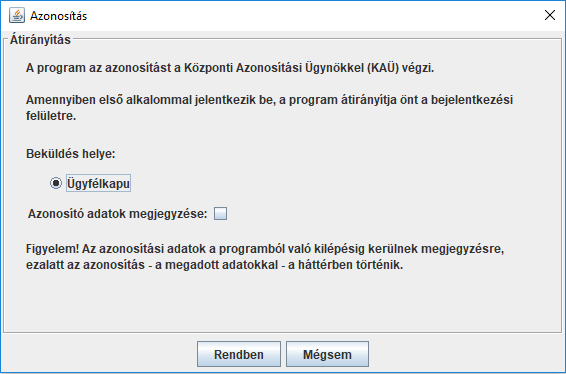 Azonosítás
Átirányítás
A program az azonosítást a Központi Azonosítási Ügynökkel (KAÜ) végzi.
Amennyiben első alkalommal jelentkezik be, a program átirányítja önt a bejelentkezési
felületre.
Beküldés helye:
Ügyfélkapu
Azonosító adatok megjegyzése:
Figyelem! Az azonosítási adatok a programból való kilépésig kerülnek megjegyzésre,
ezalatt az azonosítás - a megadott adatokkal - a háttérben történik.
Rendben
Mégsem